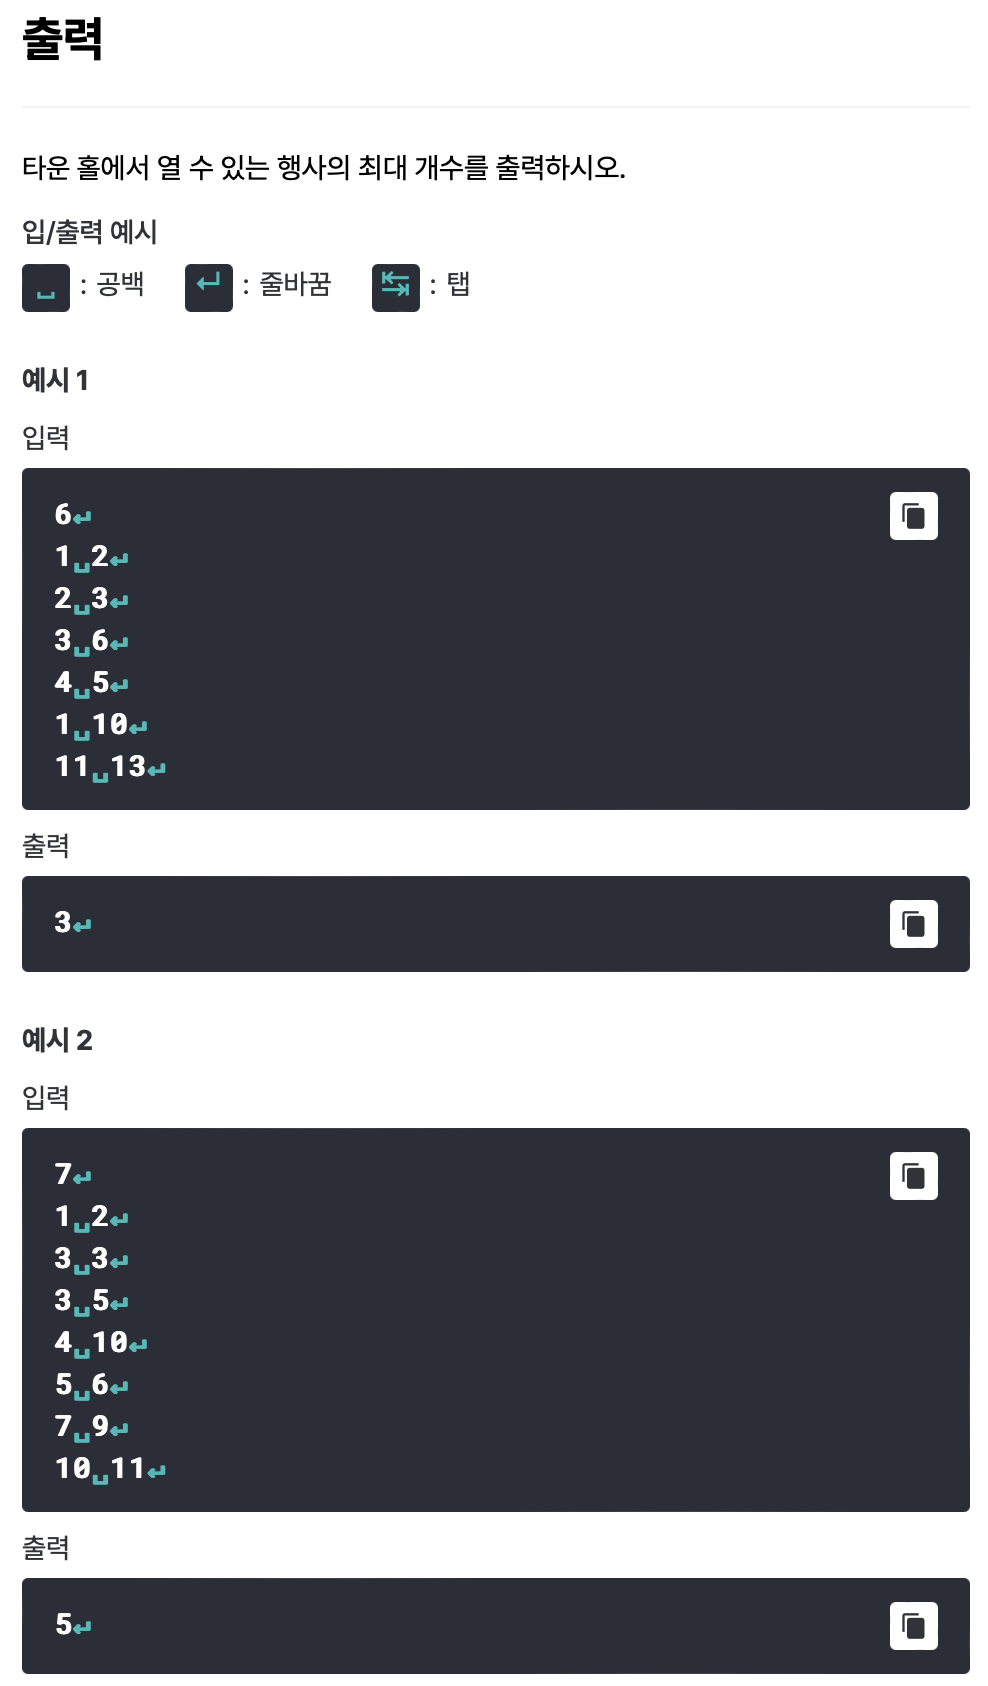 출력
타운 홀에서 열 수 있는 행사의 최대 개수를 출력하시오.
입/출력 예시
␣ : 공백 ↵ : 줄바꿈 ↹ : 탭
예시 1
입력
6↵
1␣2↵
2␣3↵
3␣6↵
4␣5↵
1␣10↵
11␣13↵
출력
3↵
예시 2
입력
7↵
1␣2↵
3␣3↵
3␣5↵
4␣10↵
5␣6↵
7␣9↵
10␣11↵
출력
5↵